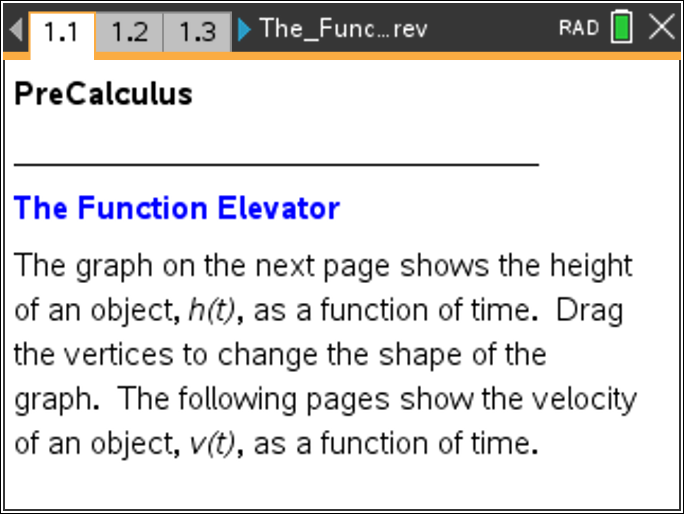 1.1 1.2 1.3 The_Func...rev RAD
PreCalculus
The Function Elevator
The graph on the next page shows the height
of an object, h(t), as a function of time.  Drag
the vertices to change the shape of the
graph.  The following pages show the velocity
of an object, v(t), as a function of time.